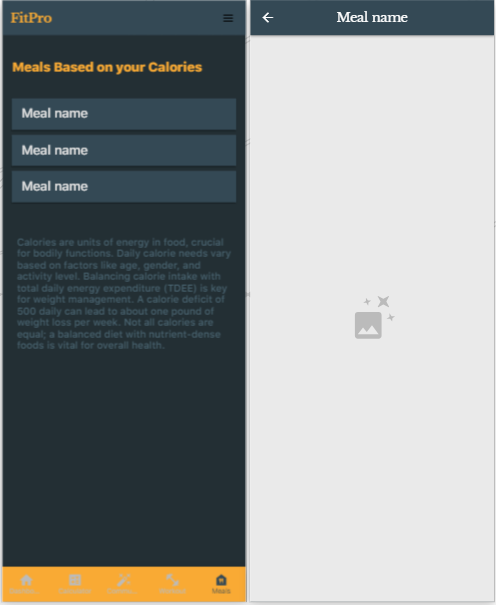 FitPro
Meals Based on your Calories
Meal name
Meal name
Meal name
Calories are units of energy in food, crucial
for bodily functions. Daily calorie needs vary
based on factors like age, gender, and
activity level. Balancing calorie intake with
total daily energy expenditure (TDEE) is key
for weight management. A calorie deficit of
500 daily can lead to about one pound of
weight loss per week. Not all calories are
equal; a balanced diet with nutrient-dense
foods is vital for overall health.
Meals
Meal name